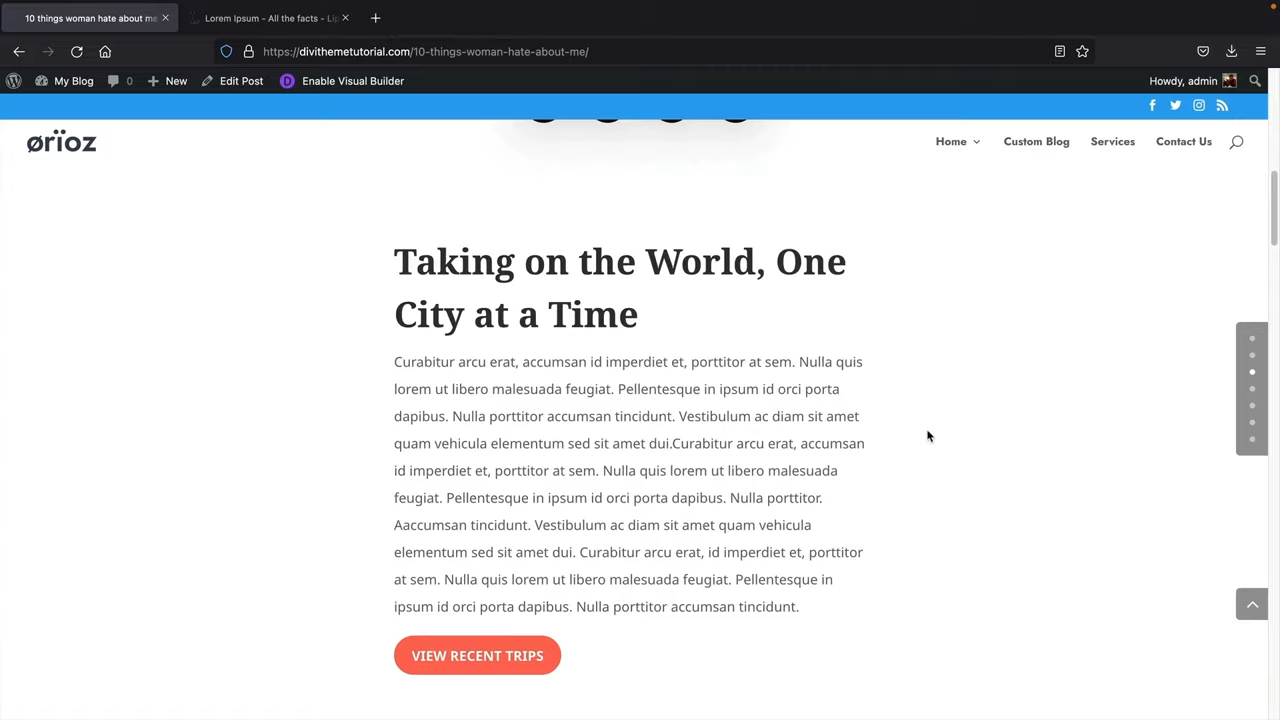 10 things woman hate about me
Lorem Ipsum - All the facts - Lip
https://divithemetutorial.com/10-things-woman-hate-about-me/
My Blog 0 New Edit Post D Enable Visual Builder Howdy, admin
ørïoz Home Custom Blog Services Contact Us
Taking on the World, One
City at a Time
Curabitur arcu erat, accumsan id imperdiet et, porttitor at sem. Nulla quis
lorem ut libero malesuada feugiat. Pellentesque in ipsum id orci porta
dapibus. Nulla porttitor accumsan tincidunt. Vestibulum ac diam sit amet
quam vehicula elementum sed sit amet dui.Curabitur arcu erat, accumsan
id imperdiet et, porttitor at sem. Nulla quis lorem ut libero malesuada
feugiat. Pellentesque in ipsum id orci porta dapibus. Nulla porttitor.
Aaccumsan tincidunt. Vestibulum ac diam sit amet quam vehicula
elementum sed sit amet dui. Curabitur arcu erat, id imperdiet et, porttitor
at sem. Nulla quis lorem ut libero malesuada feugiat. Pellentesque in
ipsum id orci porta dapibus. Nulla porttitor accumsan tincidunt.
VIEW RECENT TRIPS